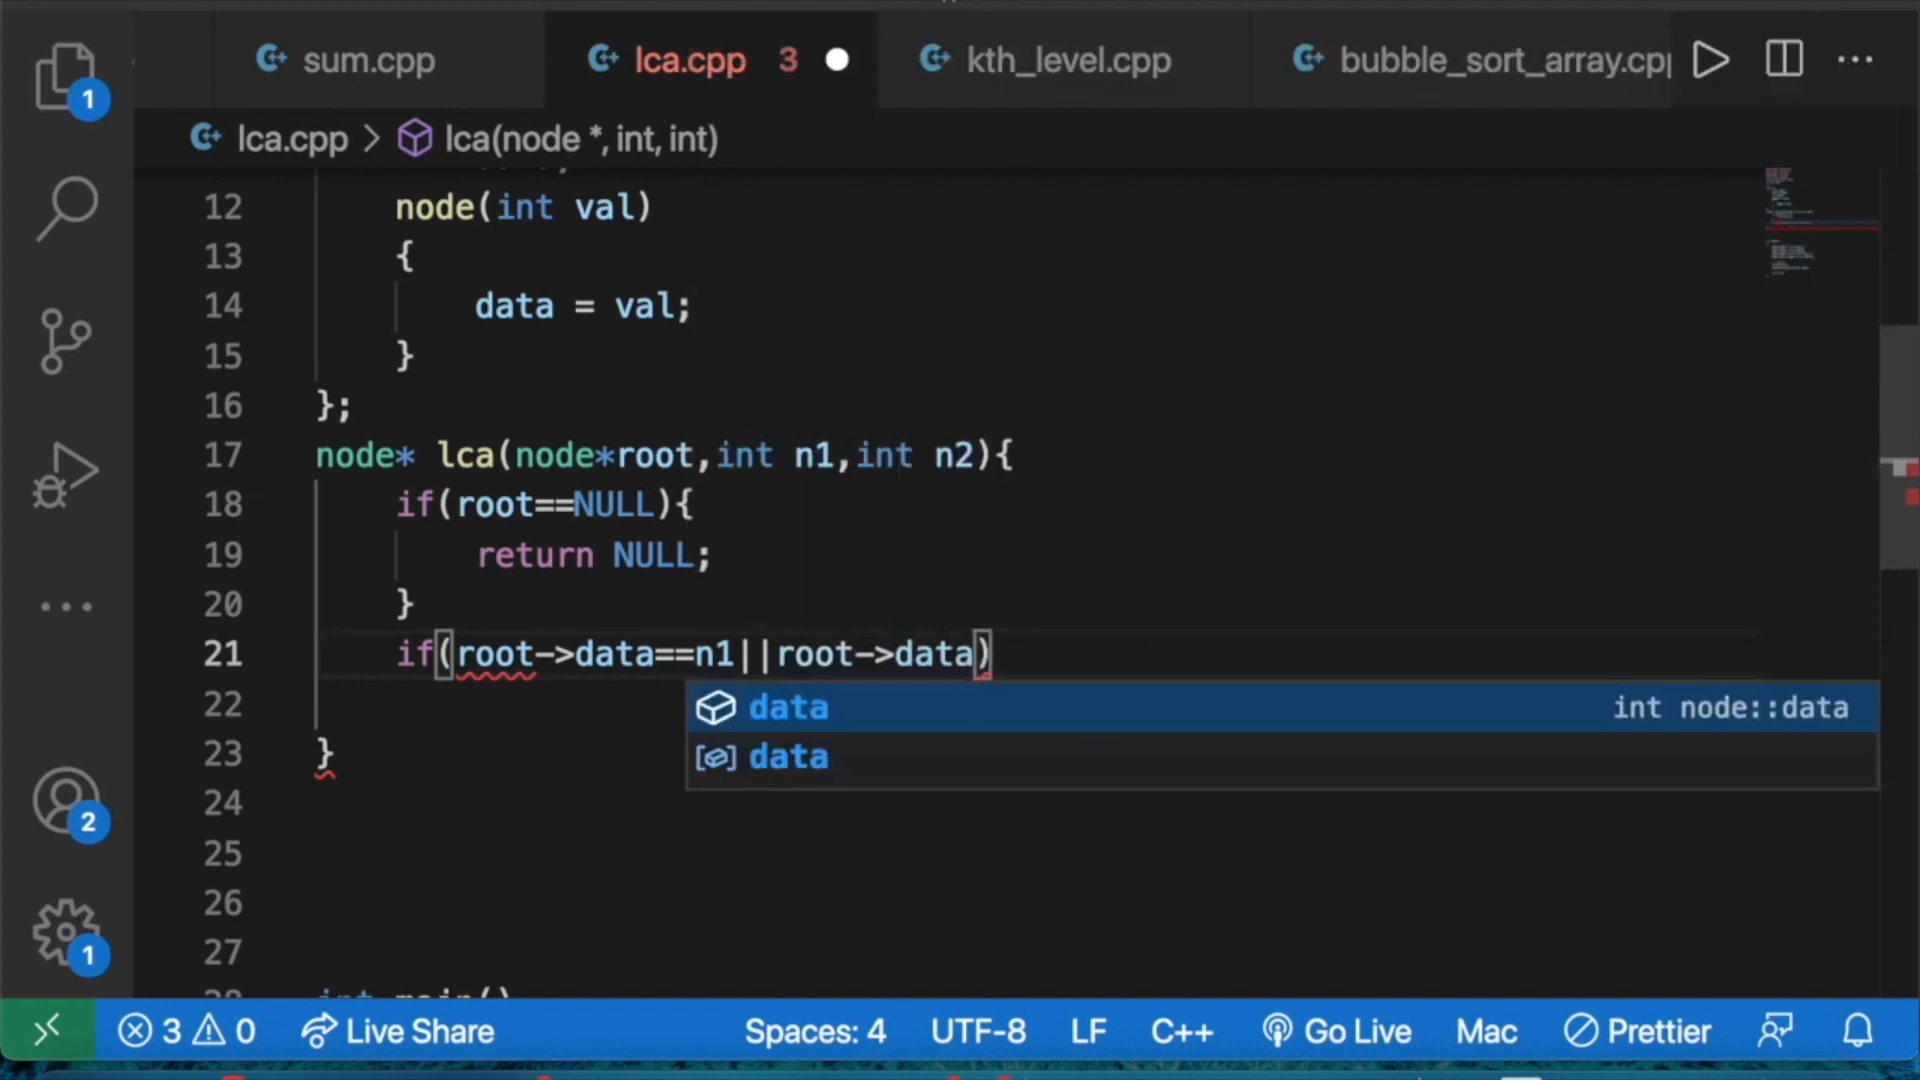 sum.cpp
lca.cpp 3
kth_level.cpp
bubble_sort_array.cp
1
lca.cpp > lca(node *, int, int)
12 node(int val)
13 {
14 data = val;
15 }
16 };
17 node* lca(node*root,int n1,int n2){
18 if(root==NULL){
19 return NULL;
20 }
21 if(root->data==n1||root->data)
22
data int node::data
23 }
data
24
25
26
27
int main()
2
1
3 0 Live Share Spaces: 4 UTF-8 LF C++ Go Live Mac Prettier